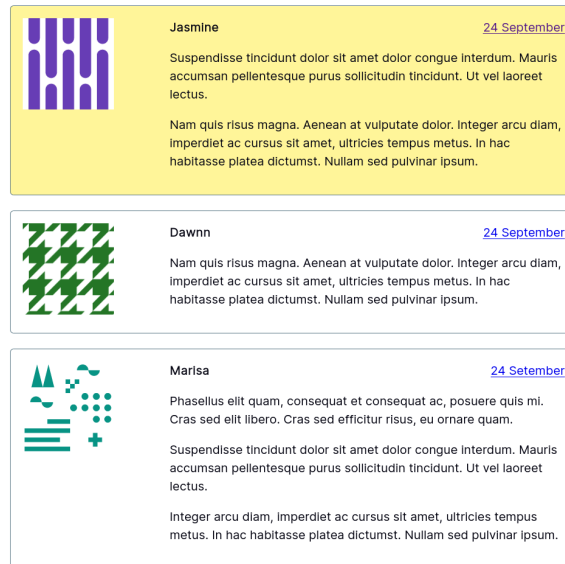 Jasmine 24 September
Suspendisse tincidunt dolor sit amet dolor congue interdum. Mauris
accumsan pellentesque purus sollicitudin tincidunt. Ut vel laoreet
lectus.
Nam quis risus magna. Aenean at vulputate dolor. Integer arcu diam,
imperdiet ac cursus sit amet, ultricies tempus metus. In hac
habitasse platea dictumst. Nullam sed pulvinar ipsum.
Dawnn 24 September
Nam quis risus magna. Aenean at vulputate dolor. Integer arcu diam,
imperdiet ac cursus sit amet, ultricies tempus metus. In hac
habitasse platea dictumst. Nullam sed pulvinar ipsum.
Marisa 24 Setember
Phasellus elit quam, consequat et consequat ac, posuere quis mi.
Cras sed elit libero. Cras sed efficitur risus, eu ornare quam.
Suspendisse tincidunt dolor sit amet dolor congue interdum. Mauris
accumsan pellentesque purus sollicitudin tincidunt. Ut vel laoreet
lectus.
Integer arcu diam, imperdiet ac cursus sit amet, ultricies tempus
metus. In hac habitasse platea dictumst. Nullam sed pulvinar ipsum.